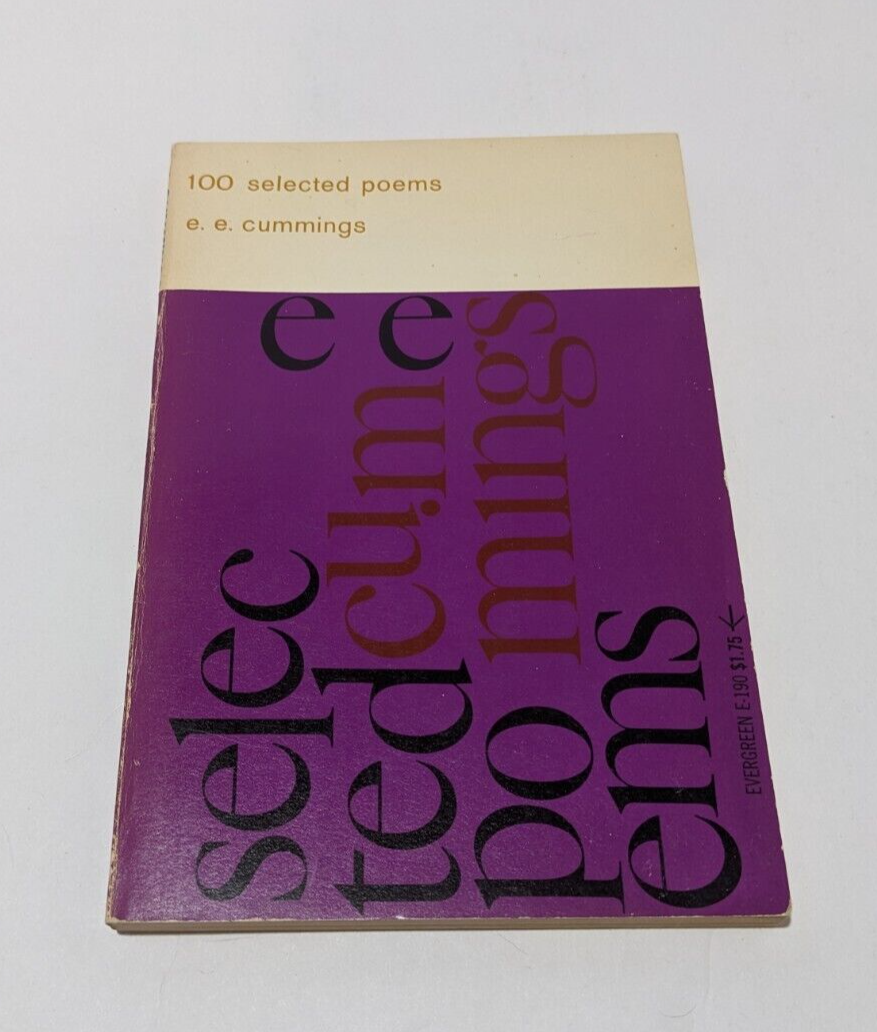 100 selected poems
e. e. cummings
e e
selec
ted
po
ems
cum
mings
EVERGREEN E-190 $1.75